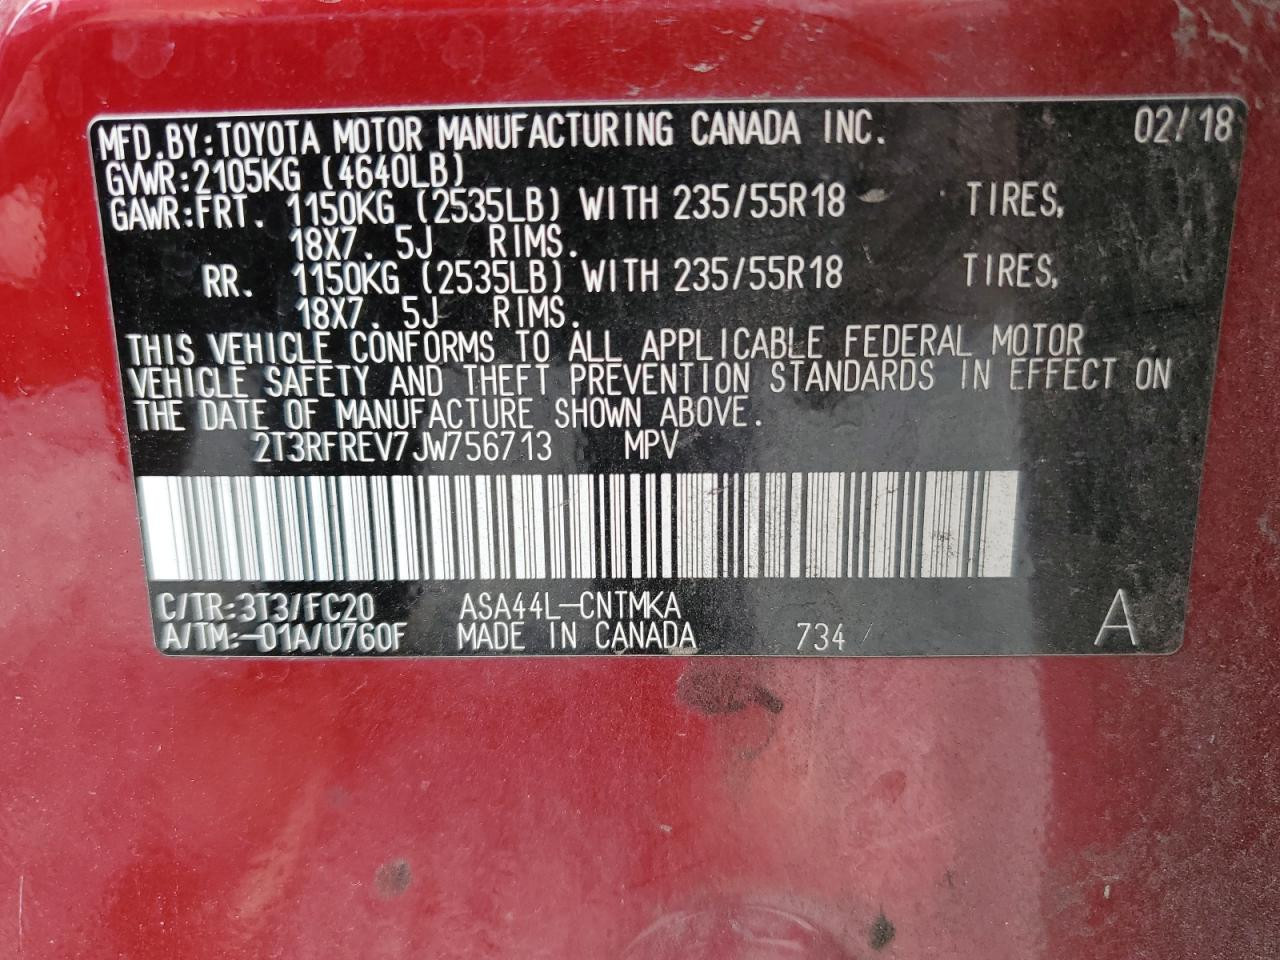 MFD.BY:TOYOTA MOTOR MANUFACTURING CANADA INC. 02/18
GVWR:2105KG (4640LB)
GAWR:FRT. 1150KG (2535LB) WITH 235/55R18 TIRES,
18X7.5J RIMS.
RR. 1150KG (2535LB) WITH 235/55R18 TIRES,
18X7.5J RIMS.
THIS VEHICLE CONFORMS TO ALL APPLICABLE FEDERAL MOTOR
VEHICLE SAFETY AND THEFT PREVENTION STANDARDS IN EFFECT ON
THE DATE OF MANUFACTURE SHOWN ABOVE.
2T3RFREV7JW756713 MPV
C/TR:3T3/FC20 ASA44L-CNTMKA
A/TM:-01A/U760F MADE IN CANADA 734 A